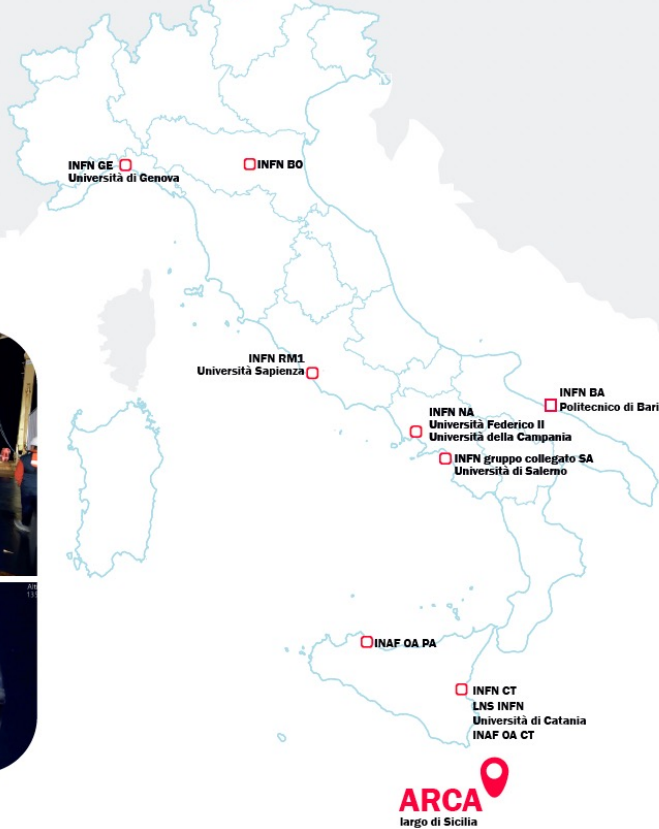 INFN GE
Università di Genova
INFN BO
INFN RM1
Università Sapienza
INFN BA
Politecnico di Bari
INFN NA
Università Federico II
Università della Campania
INFN gruppo collegato SA
Università di Salerno
INAF OA PA
INFN CT
LNS INFN
Università di Catania
INAF OA CT
ARCA
largo di Sicilia